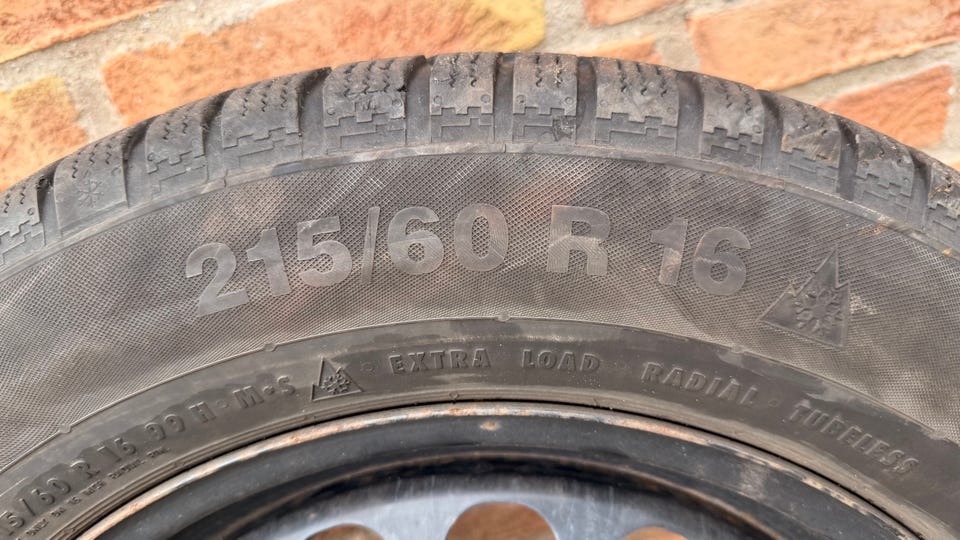 215/60 R 16
5/60 R 16 99 H • M+S • EXTRA LOAD RADIAL • TUBELESS